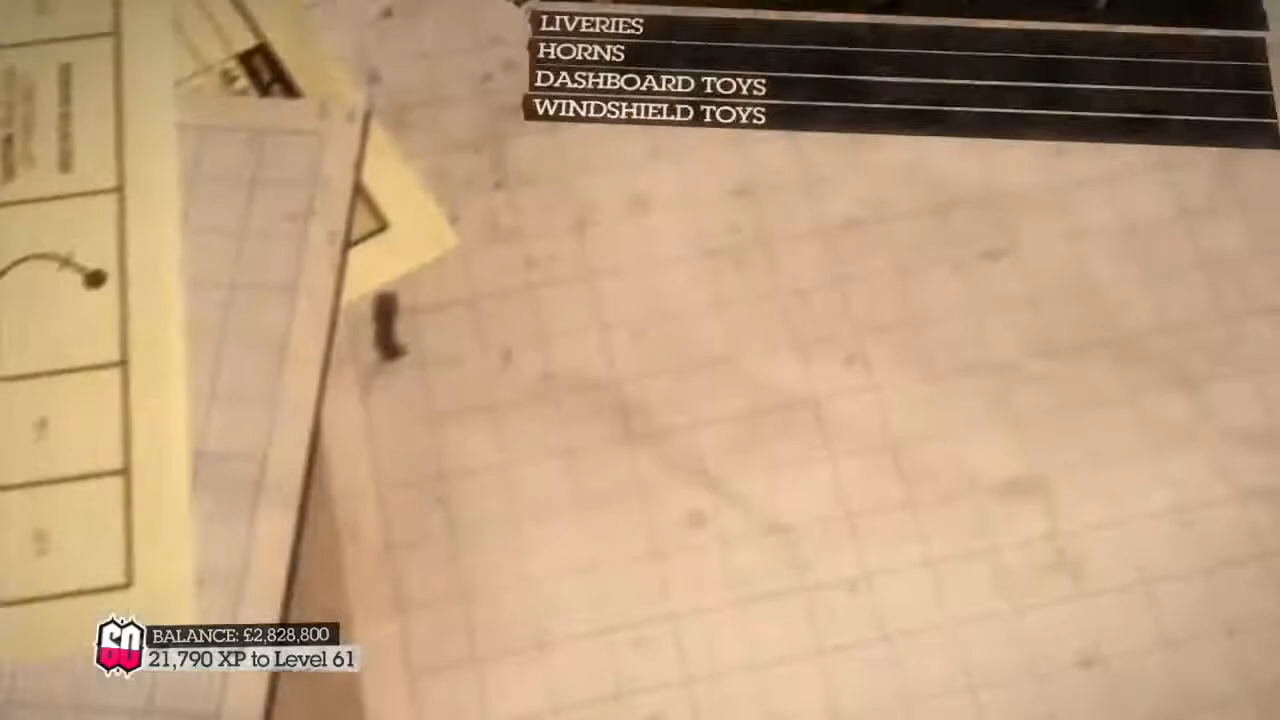 LIVERIES
HORNS
DASHBOARD TOYS
WINDSHIELD TOYS
60
BALANCE: £2,828,800
21,790 XP to Level 61